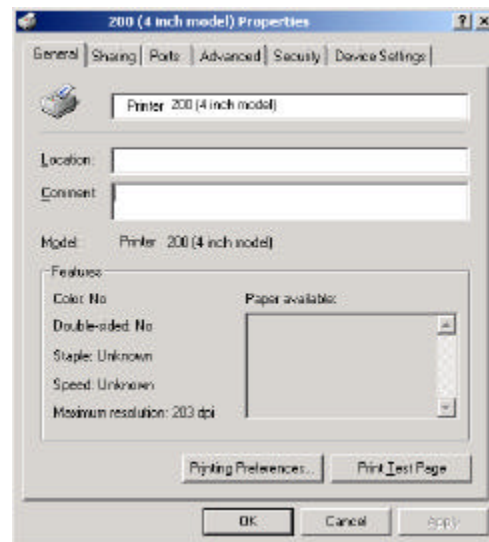 200 (4 inch model) Properties
General Sharing Ports Advanced Security Device Settings
Printer 200 (4 inch model)
Location:
Comment:
Model: Printer 200 (4 inch model)
Features
Color: No Paper available:
Double-sided: No
Staple: Unknown
Speed: Unknown
Maximum resolution: 203 dpi
Printing Preferences... Print Test Page
OK Cancel Apply